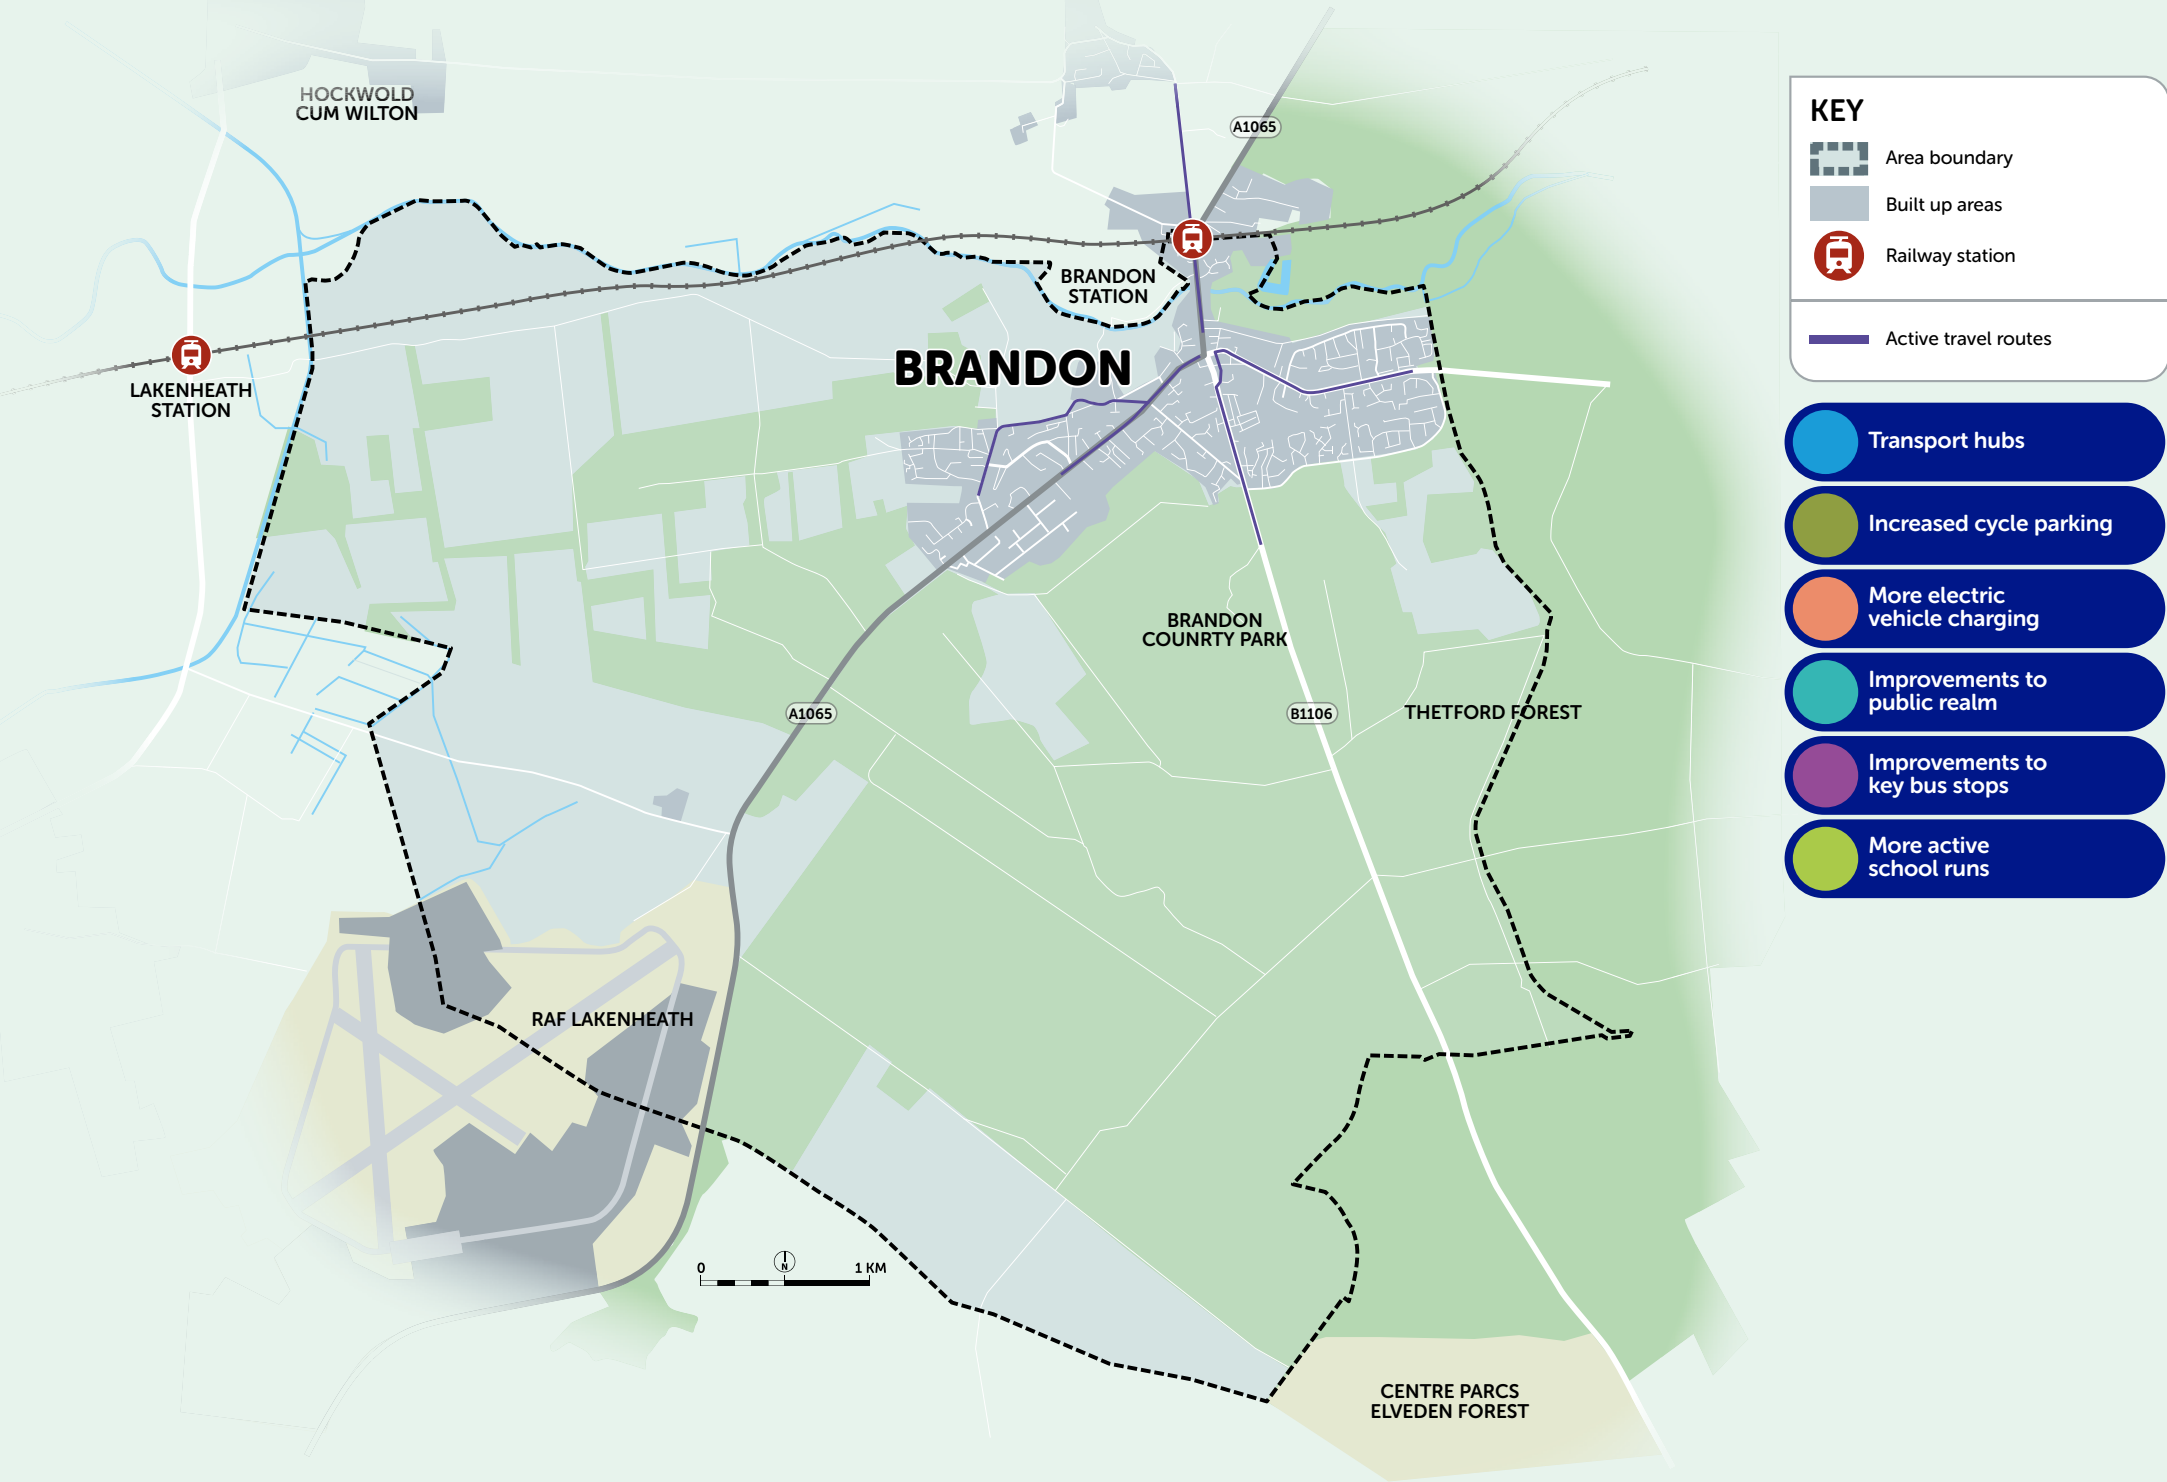 HOCKWOLD
CUM WILTON
A1065
BRANDON
STATION
BRANDON
LAKENHEATH
STATION
BRANDON
COUNRTY PARK
A1065
B1106
THETFORD FOREST
RAF LAKENHEATH
0
N
1 KM
CENTRE PARCS
ELVEDEN FOREST
KEY
Area boundary
Built up areas
Railway station
Active travel routes
Transport hubs
Increased cycle parking
More electric
vehicle charging
Improvements to
public realm
Improvements to
key bus stops
More active
school runs